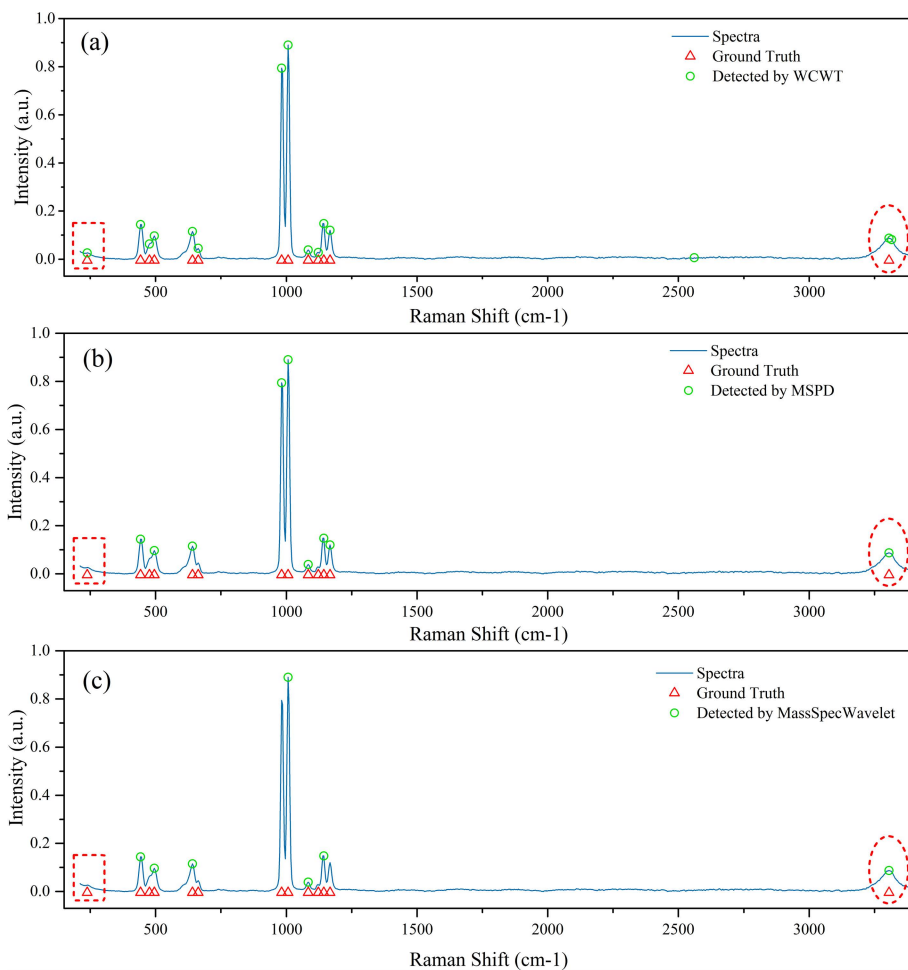 (a)
Spectra
Ground Truth
Detected by WCWT
Intensity (a.u.)
1.0
0.8
0.6
0.4
0.2
0.0
500 1000 1500 2000 2500 3000
Raman Shift (cm-1)
(b)
Spectra
Ground Truth
Detected by MSPD
Intensity (a.u.)
1.0
0.8
0.6
0.4
0.2
0.0
500 1000 1500 2000 2500 3000
Raman Shift (cm-1)
(c)
Spectra
Ground Truth
Detected by MassSpecWavelet
Intensity (a.u.)
1.0
0.8
0.6
0.4
0.2
0.0
500 1000 1500 2000 2500 3000
Raman Shift (cm-1)